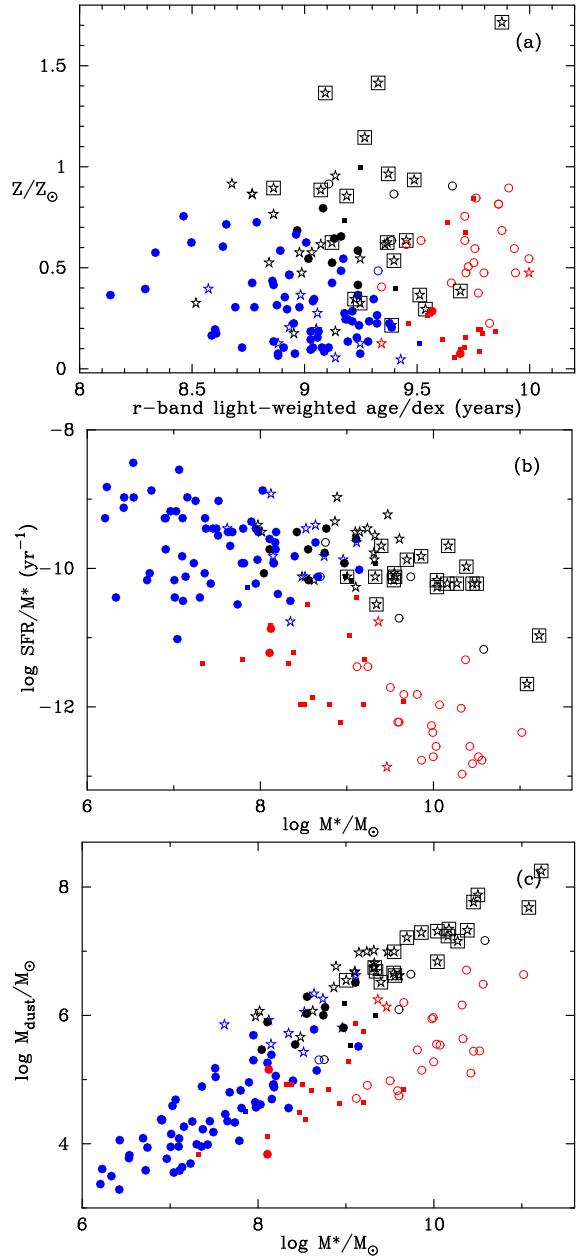 (a)
1.5
1
0.5
0
Z/Z☉
8 8.5 9 9.5 10
r-band light-weighted age/dex (years)
(b)
−8
−10
−12
log SFR/M* (yr⁻¹)
6 8 10
log M*/M☉
(c)
8
6
4
log M_dust/M☉
6 8 10
log M*/M☉